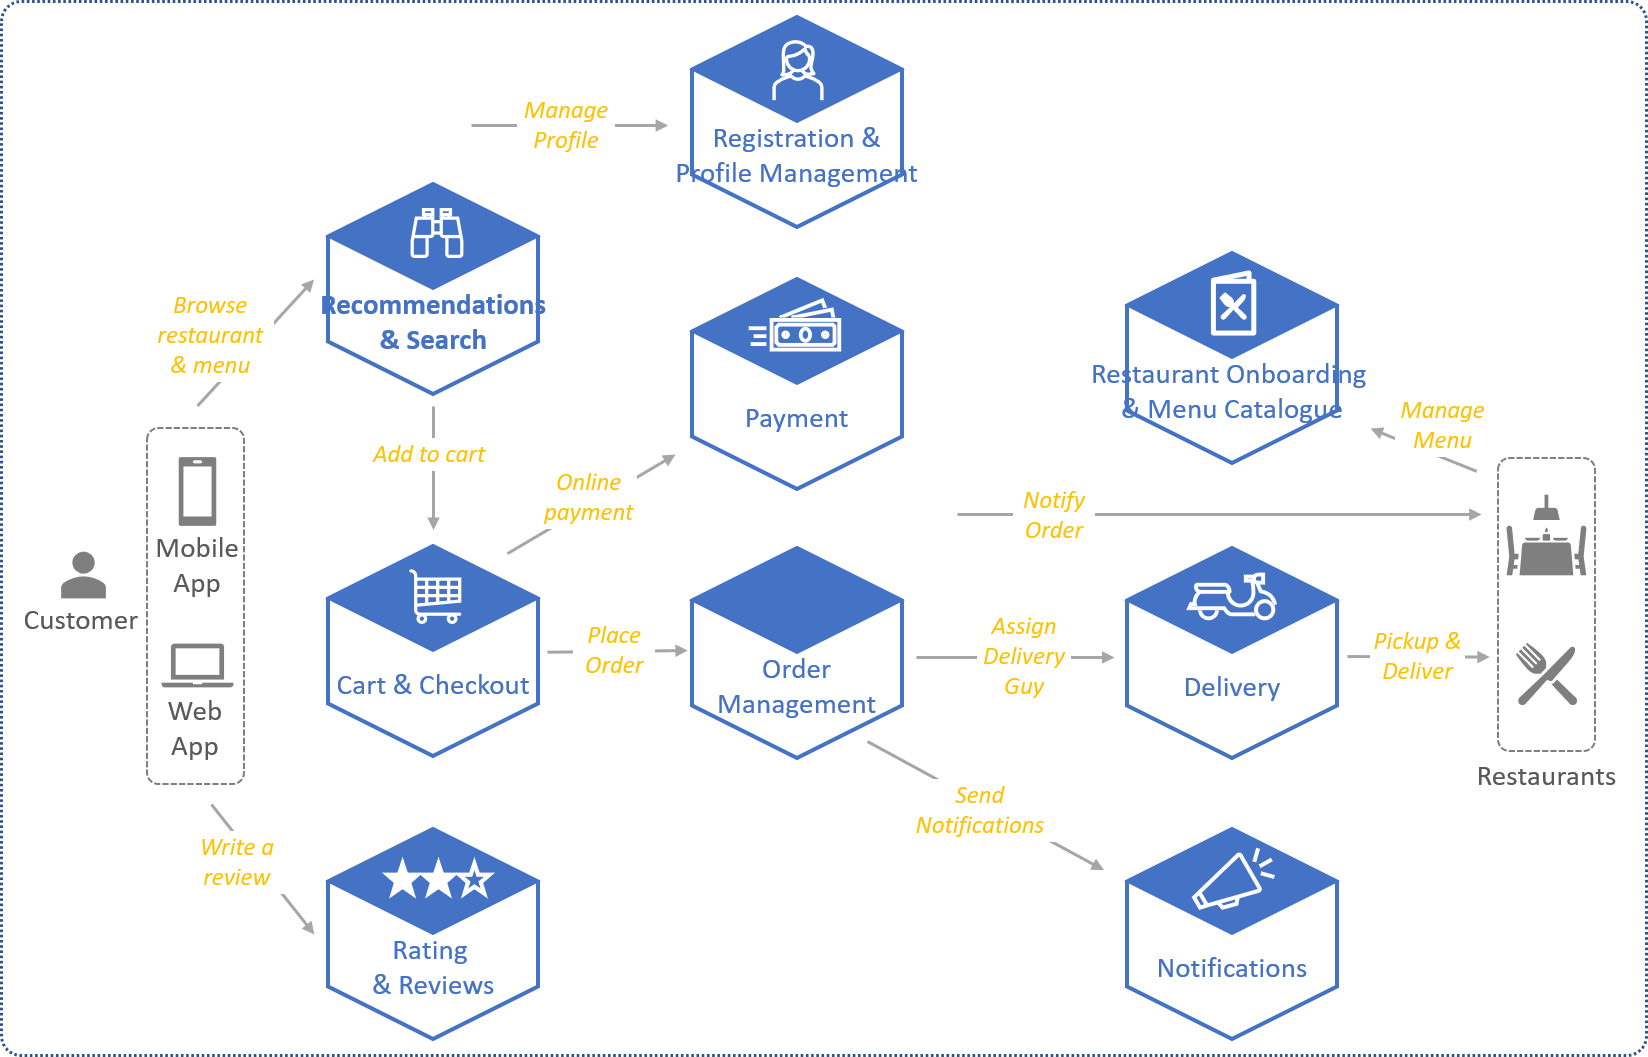 Manage
Profile
Registration &
Profile Management
Browse
restaurant
& menu
Recommendations
& Search
Add to cart
Online
payment
Payment
Restaurant Onboarding
& Menu Catalogue
Manage
Menu
Notify
Order
Customer
Mobile
App
Web
App
Cart & Checkout
Place
Order
Order
Management
Assign
Delivery
Guy
Delivery
Pickup &
Deliver
Restaurants
Send
Notifications
Write a
review
Rating
& Reviews
Notifications